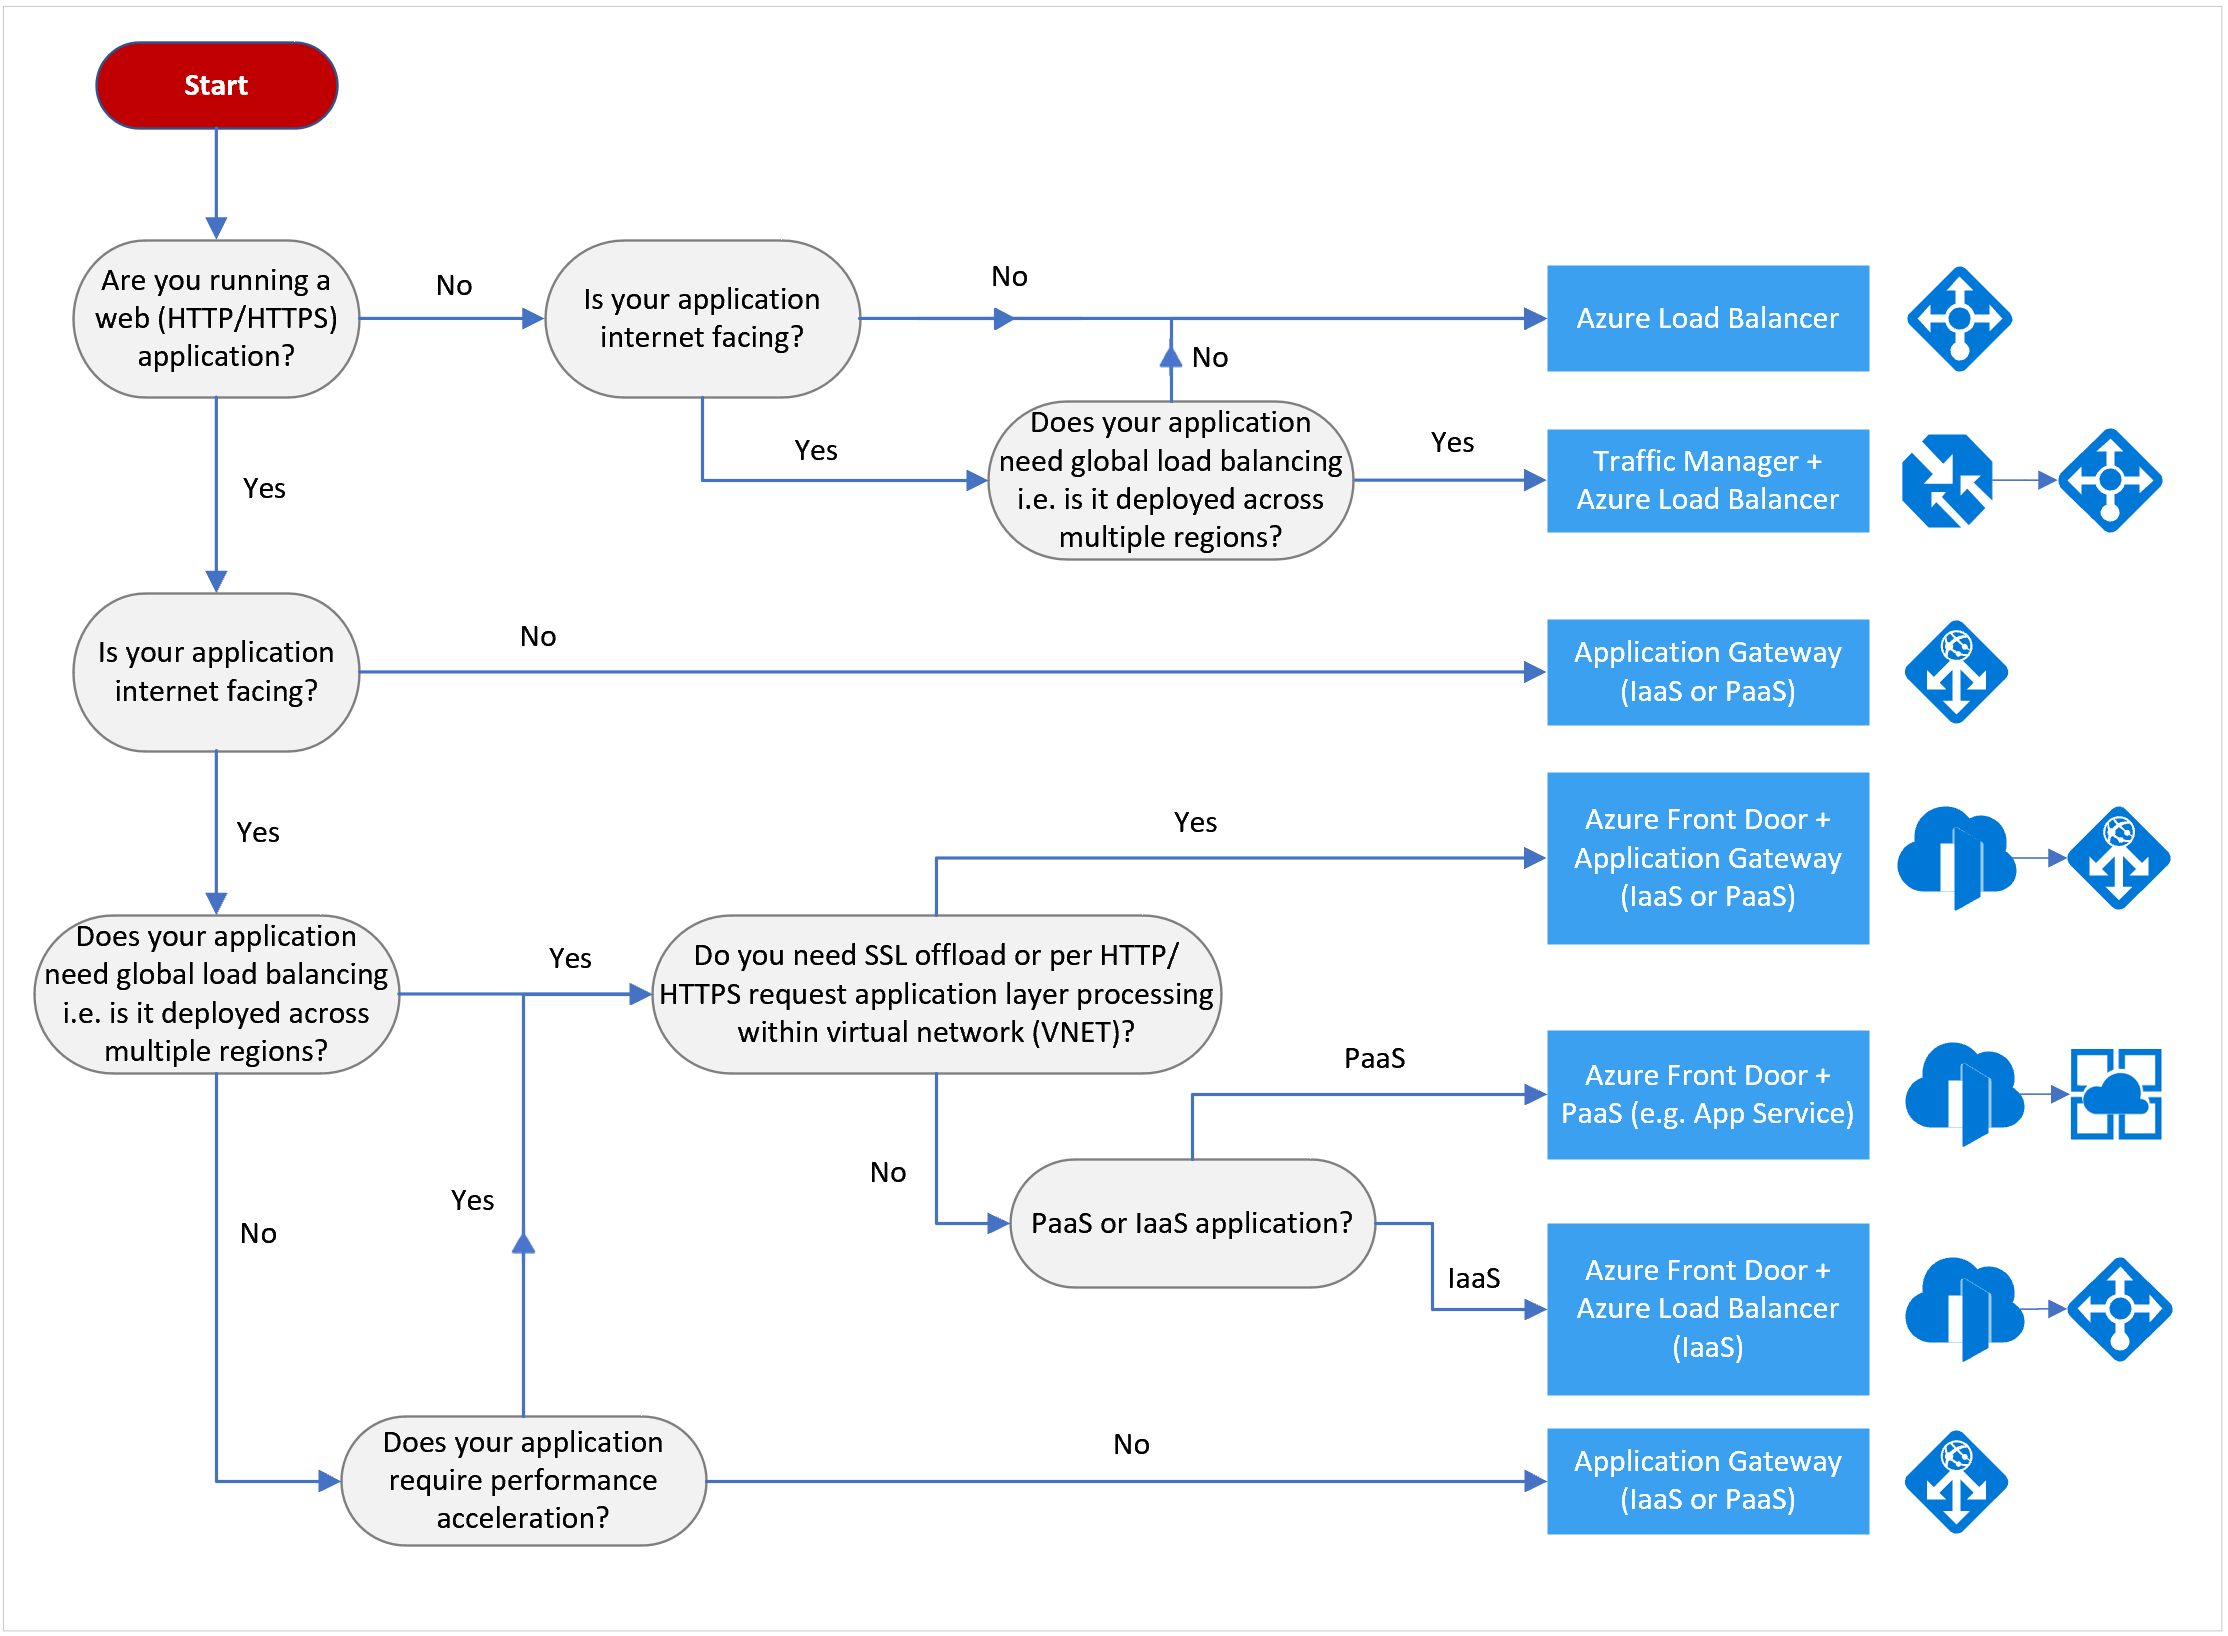 Start
Are you running a
web (HTTP/HTTPS)
application?
No
Is your application
internet facing?
No
Azure Load Balancer
No
Yes
Does your application
need global load balancing
i.e. is it deployed across
multiple regions?
Yes
Traffic Manager +
Azure Load Balancer
Yes
Is your application
internet facing?
No
Application Gateway
(IaaS or PaaS)
Yes
Yes
Azure Front Door +
Application Gateway
(IaaS or PaaS)
Does your application
need global load balancing
i.e. is it deployed across
multiple regions?
Yes
Do you need SSL offload or per HTTP/
HTTPS request application layer processing
within virtual network (VNET)?
PaaS
Azure Front Door +
PaaS (e.g. App Service)
No
Yes
No
PaaS or IaaS application?
IaaS
Azure Front Door +
Azure Load Balancer
(IaaS)
Does your application
require performance
acceleration?
No
Application Gateway
(IaaS or PaaS)